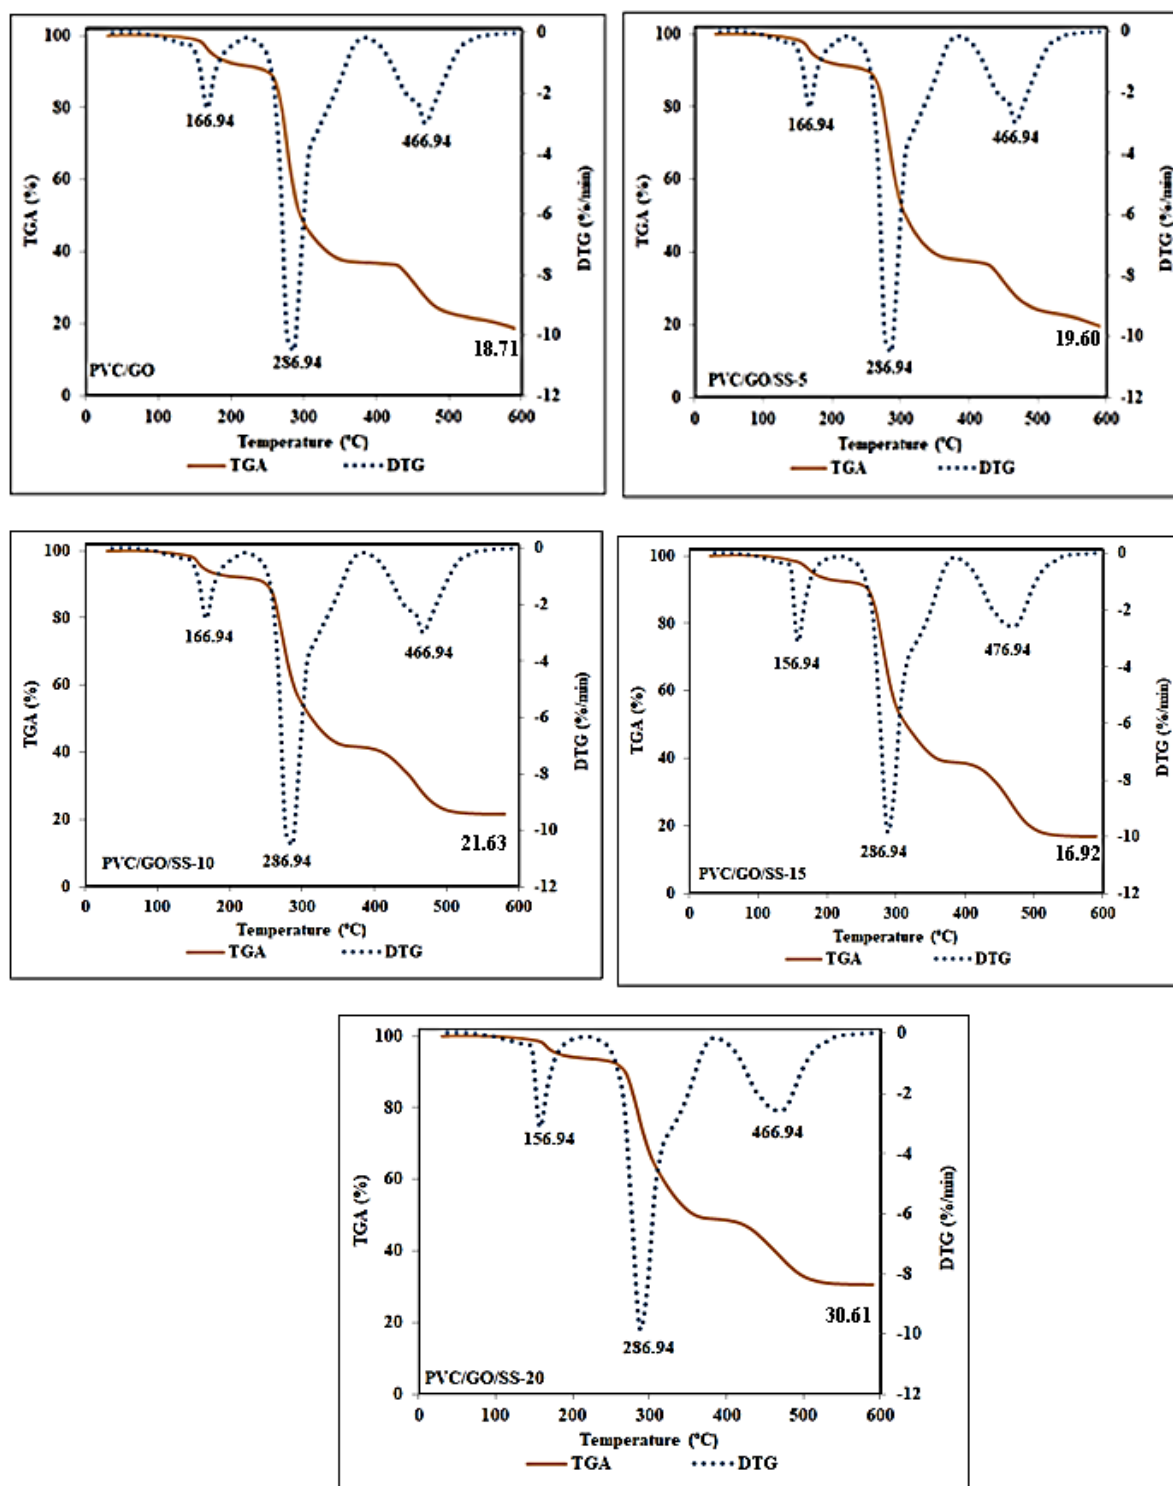 100
80
60
40
20
0
TGA (%)
0
-2
-4
-6
-8
-10
-12
DTG (%/min)
166.94
466.94
286.94
18.71
PVC/GO
0 100 200 300 400 500 600
Temperature (ºC)
TGA DTG
100
80
60
40
20
0
TGA (%)
0
-2
-4
-6
-8
-10
-12
DTG (%/min)
166.94
466.94
286.94
19.60
PVC/GO/SS-5
0 100 200 300 400 500 600
Temperature (ºC)
TGA DTG
100
80
60
40
20
0
TGA (%)
0
-2
-4
-6
-8
-10
-12
DTG (%/min)
166.94
466.94
286.94
21.63
PVC/GO/SS-10
0 100 200 300 400 500 600
Temperature (ºC)
TGA DTG
100
80
60
40
20
0
TGA (%)
0
-2
-4
-6
-8
-10
-12
DTG (%/min)
156.94
476.94
286.94
16.92
PVC/GO/SS-15
0 100 200 300 400 500 600
Temperature (ºC)
TGA DTG
100
80
60
40
20
0
TGA (%)
0
-2
-4
-6
-8
-10
-12
DTG (%/min)
156.94
466.94
286.94
30.61
PVC/GO/SS-20
0 100 200 300 400 500 600
Temperature (ºC)
TGA DTG